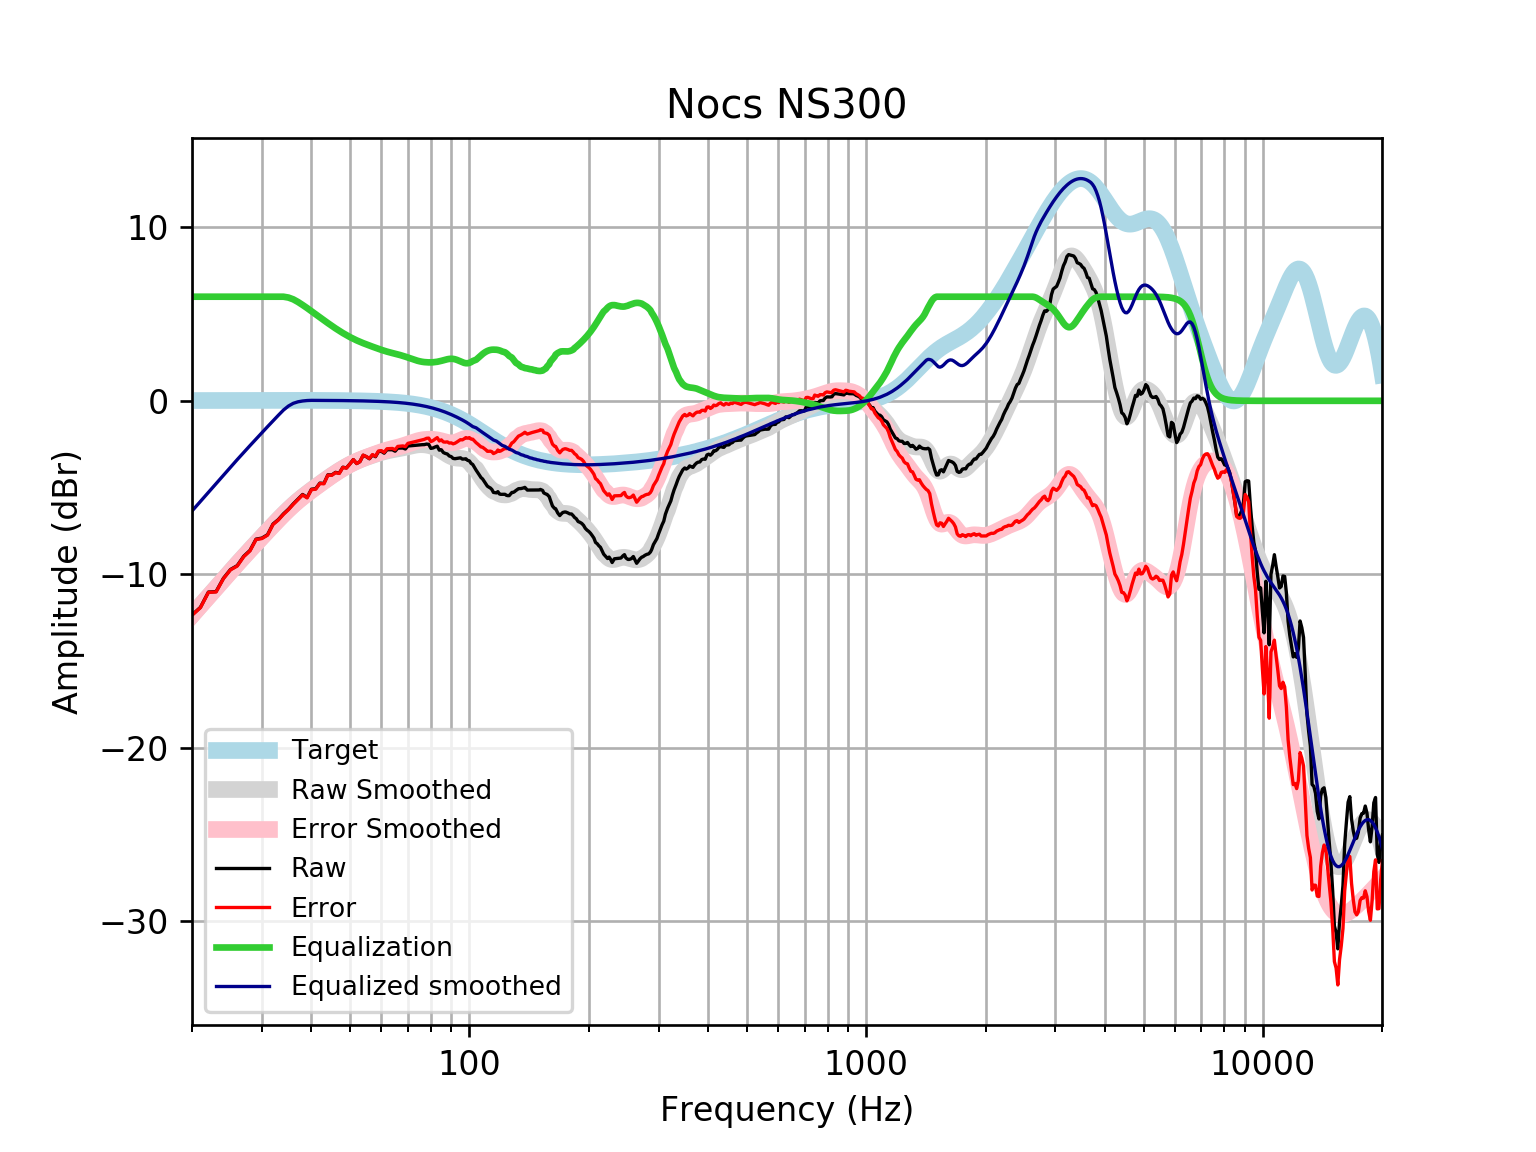 Nocs NS300
Amplitude (dBr)
10
0
−10
−20
−30
Target
Raw Smoothed
Error Smoothed
Raw
Error
Equalization
Equalized smoothed
100
1000
10000
Frequency (Hz)